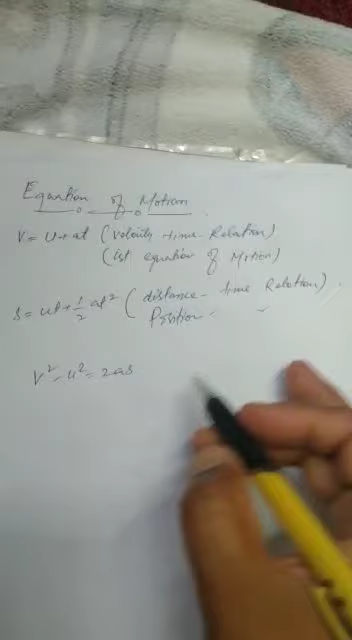 Equation of Motion
V = u + at (Velocity-time-Relation)
(1st equation of Motion)
S = ut + 1/2 at² (distance - time Relation).
Position -
V² - u² = 2as